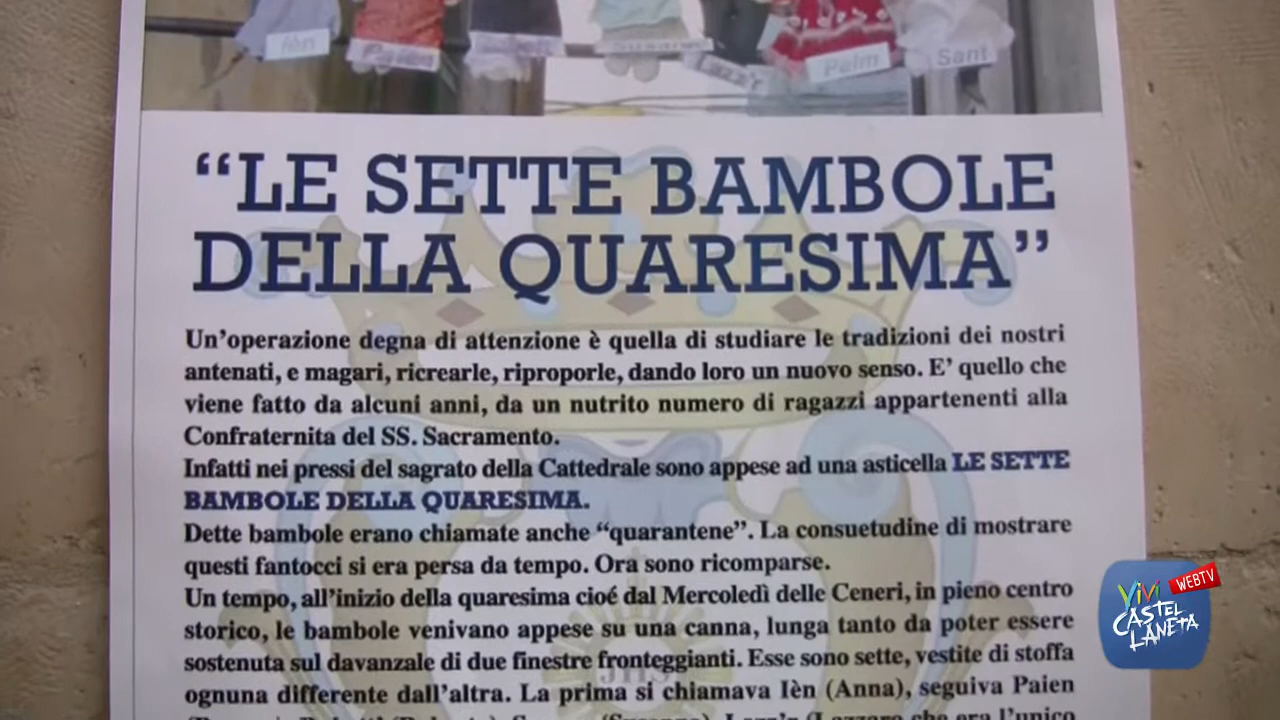 Ièn
Paien
Lazz'r
Palm
Sant
“LE SETTE BAMBOLE
DELLA QUARESIMA”
Un’operazione degna di attenzione è quella di studiare le tradizioni dei nostri
antenati, e magari, ricrearle, riproporle, dando loro un nuovo senso. E’ quello che
viene fatto da alcuni anni, da un nutrito numero di ragazzi appartenenti alla
Confraternita del SS. Sacramento.
Infatti nei pressi del sagrato della Cattedrale sono appese ad una asticella LE SETTE
BAMBOLE DELLA QUARESIMA.
Dette bambole erano chiamate anche “quarantene”. La consuetudine di mostrare
questi fantocci si era persa da tempo. Ora sono ricomparse.
Un tempo, all’inizio della quaresima cioé dal Mercoledì delle Ceneri, in pieno centro
storico, le bambole venivano appese su una canna, lunga tanto da poter essere
sostenuta sul davanzale di due finestre fronteggianti. Esse sono sette, vestite di stoffa
ognuna differente dall’altra. La prima si chiamava Ièn (Anna), seguiva Paien
che era l’unico
JHS
ViVi
CASTEL
LANETA
WEBTV